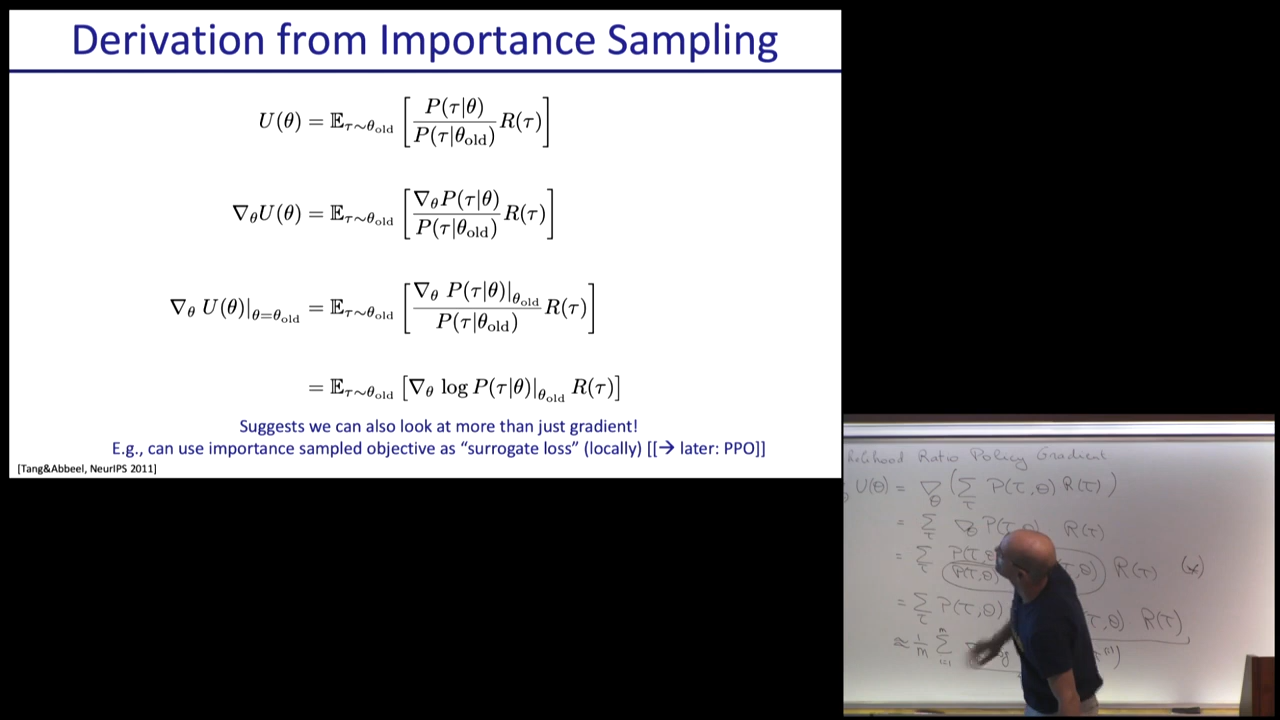 Derivation from Importance Sampling
U(θ) = 𝔼_{τ∼θ_old} [ P(τ|θ) / P(τ|θ_old) R(τ) ]
∇_θ U(θ) = 𝔼_{τ∼θ_old} [ ∇_θ P(τ|θ) / P(τ|θ_old) R(τ) ]
∇_θ U(θ)|_{θ=θ_old} = 𝔼_{τ∼θ_old} [ ∇_θ P(τ|θ)|_{θ_old} / P(τ|θ_old) R(τ) ]
= 𝔼_{τ∼θ_old} [∇_θ log P(τ|θ)|_{θ_old} R(τ)]
Suggests we can also look at more than just gradient!
E.g., can use importance sampled objective as “surrogate loss” (locally) [[→ later: PPO]]
[Tang&Abbeel, NeurIPS 2011]
Ratio Policy Gradient
U(θ) = ∇_θ (Σ_τ P(τ,θ) R(τ))
= Σ_τ ∇_θ P(τ,θ) R(τ)
= Σ_τ P(τ,θ) R(τ) (*)
= Σ_τ P(τ,θ) R(τ)
≈ 1/m Σ_{i=1}^m